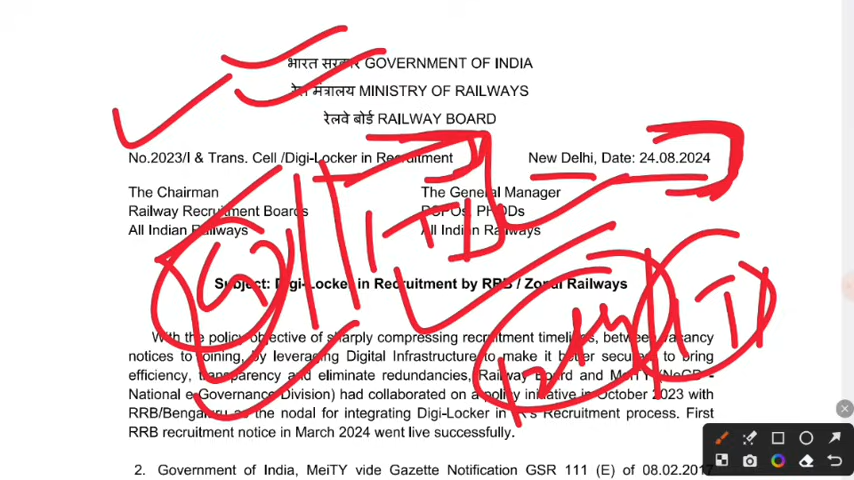 भारत सरकार GOVERNMENT OF INDIA
रेल मंत्रालय MINISTRY OF RAILWAYS
रेलवे बोर्ड RAILWAY BOARD
No.2023/I & Trans. Cell /Digi-Locker in Recruitment New Delhi, Date: 24.08.2024
The Chairman
Railway Recruitment Boards
All Indian Railways
The General Manager
PCPOs, PHODs
All Indian Railways
ITI
Subject: Digi-Locker in Recruitment by RRB / Zonal Railways
With the policy objective of sharply compressing recruitment timelines, between vacancy
notices to joining, by leveraging Digital Infrastructure to make it better secured, to bring
efficiency, transparency and eliminate redundancies, Railway Board and MeiTY/NeGD -
National e-Governance Division) had collaborated on a policy initiative in October 2023 with
RRB/Bengaluru as the nodal for integrating Digi-Locker in IR's Recruitment process. First
RRB recruitment notice in March 2024 went live successfully.
2. Government of India, MeiTY vide Gazette Notification GSR 111 (E) of 08.02.2017